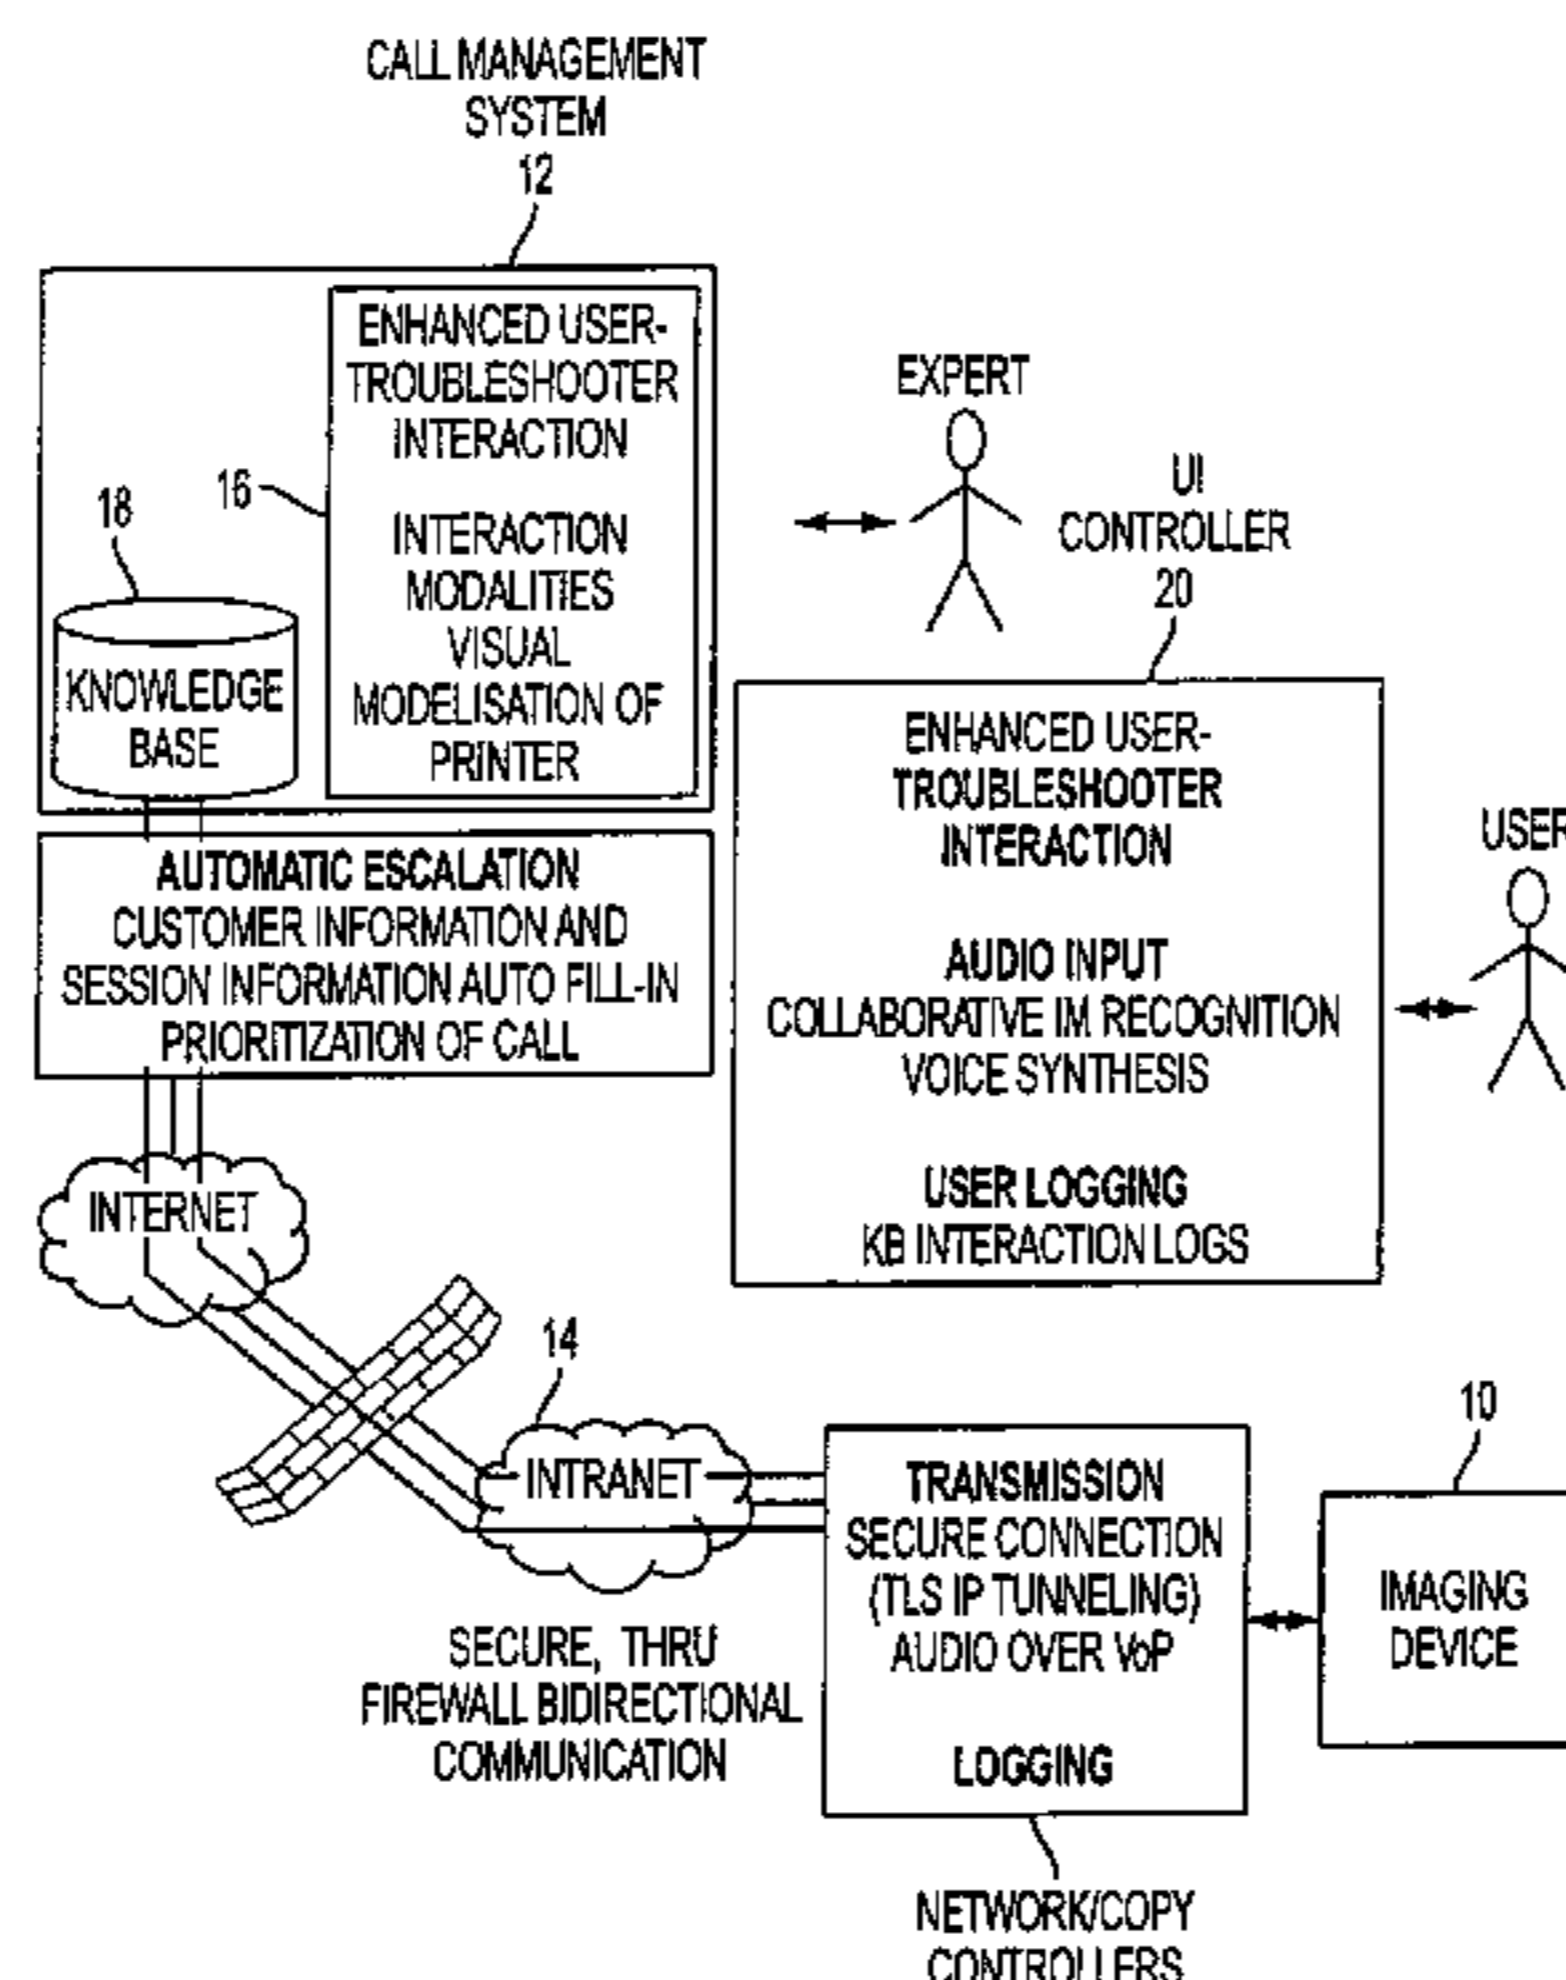 CALL MANAGEMENT
SYSTEM
12
ENHANCED USER-
TROUBLESHOOTER
INTERACTION
INTERACTION
MODALITIES
VISUAL
MODELISATION OF
PRINTER
16
18
KNOWLEDGE
BASE
EXPERT
UI
CONTROLLER
20
ENHANCED USER-
TROUBLESHOOTER
INTERACTION
AUDIO INPUT
COLLABORATIVE IM RECOGNITION
VOICE SYNTHESIS
USER LOGGING
KB INTERACTION LOGS
USER
AUTOMATIC ESCALATION
CUSTOMER INFORMATION AND
SESSION INFORMATION AUTO FILL-IN
PRIORITIZATION OF CALL
INTERNET
14
INTRANET
SECURE, THRU
FIREWALL BIDIRECTIONAL
COMMUNICATION
TRANSMISSION
SECURE CONNECTION
(TLS IP TUNNELING)
AUDIO OVER VoP
LOGGING
10
IMAGING
DEVICE
NETWORK/COPY
CONTROLLERS